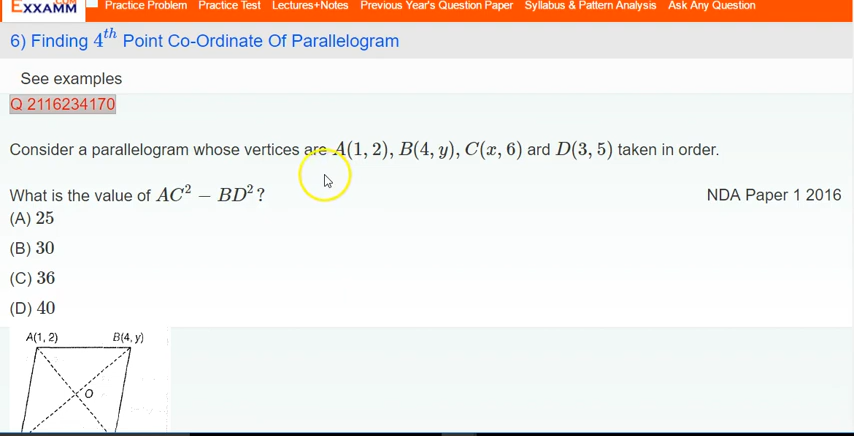 EXXAMM
.COM
Practice Problem Practice Test Lectures+Notes Previous Year's Question Paper Syllabus & Pattern Analysis Ask Any Question
6) Finding 4th Point Co-Ordinate Of Parallelogram
See examples
Q 2116234170
Consider a parallelogram whose vertices are A(1, 2), B(4, y), C(x, 6) ard D(3, 5) taken in order.
What is the value of AC² − BD² ? NDA Paper 1 2016
(A) 25
(B) 30
(C) 36
(D) 40
A(1, 2) B(4, y)
O